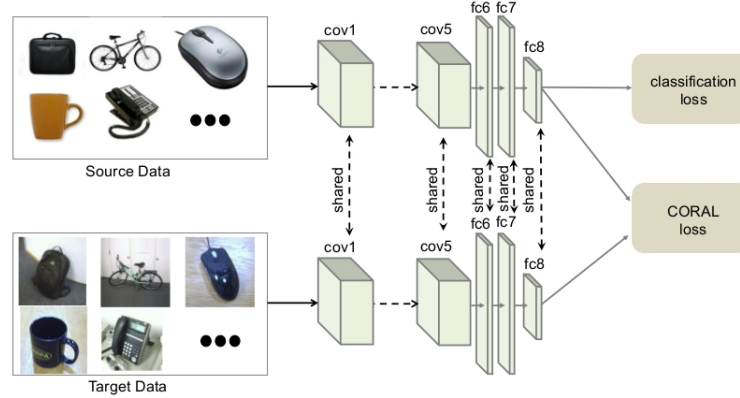 cov1
cov5
fc6
fc7
fc8
classification
loss
Source Data
shared
shared
shared
shared
shared
CORAL
loss
cov1
cov5
fc6
fc7
fc8
Target Data